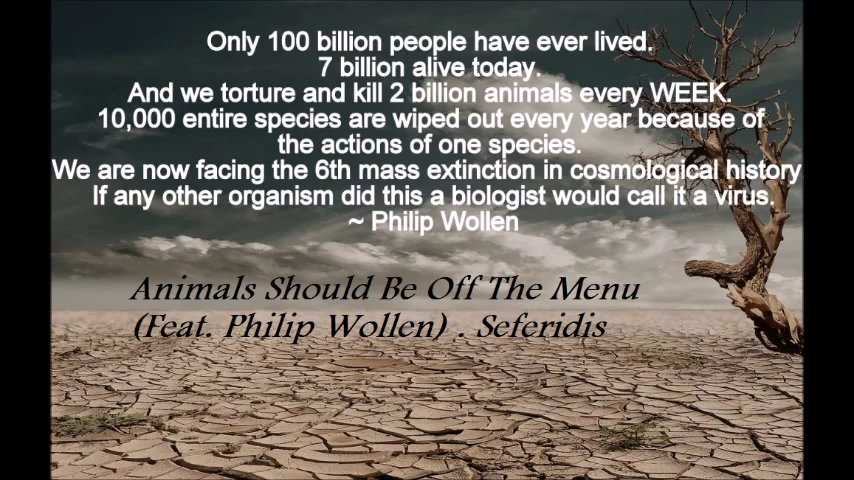 Only 100 billion people have ever lived.
7 billion alive today.
And we torture and kill 2 billion animals every WEEK.
10,000 entire species are wiped out every year because of
the actions of one species.
We are now facing the 6th mass extinction in cosmological history
If any other organism did this a biologist would call it a virus.
~ Philip Wollen
Animals Should Be Off The Menu
(Feat. Philip Wollen) . Seferidis